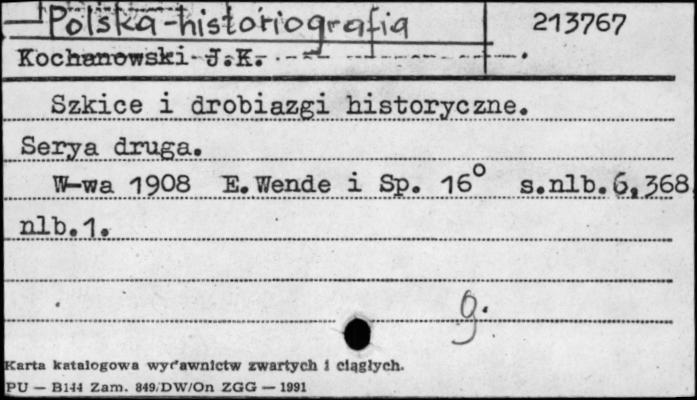 Polska-historiografia 213767
Kochanowski J.K.
Szkice i drobiazgi historyczne.
Serya druga.
W-wa 1908 E.Wende i Sp. 16° s.nlb.6,368
nlb.1.
g.
Karta katalogowa wydawnictw zwartych i ciągłych.
PU — B144 Zam. 849/DW/On ZGG — 1991